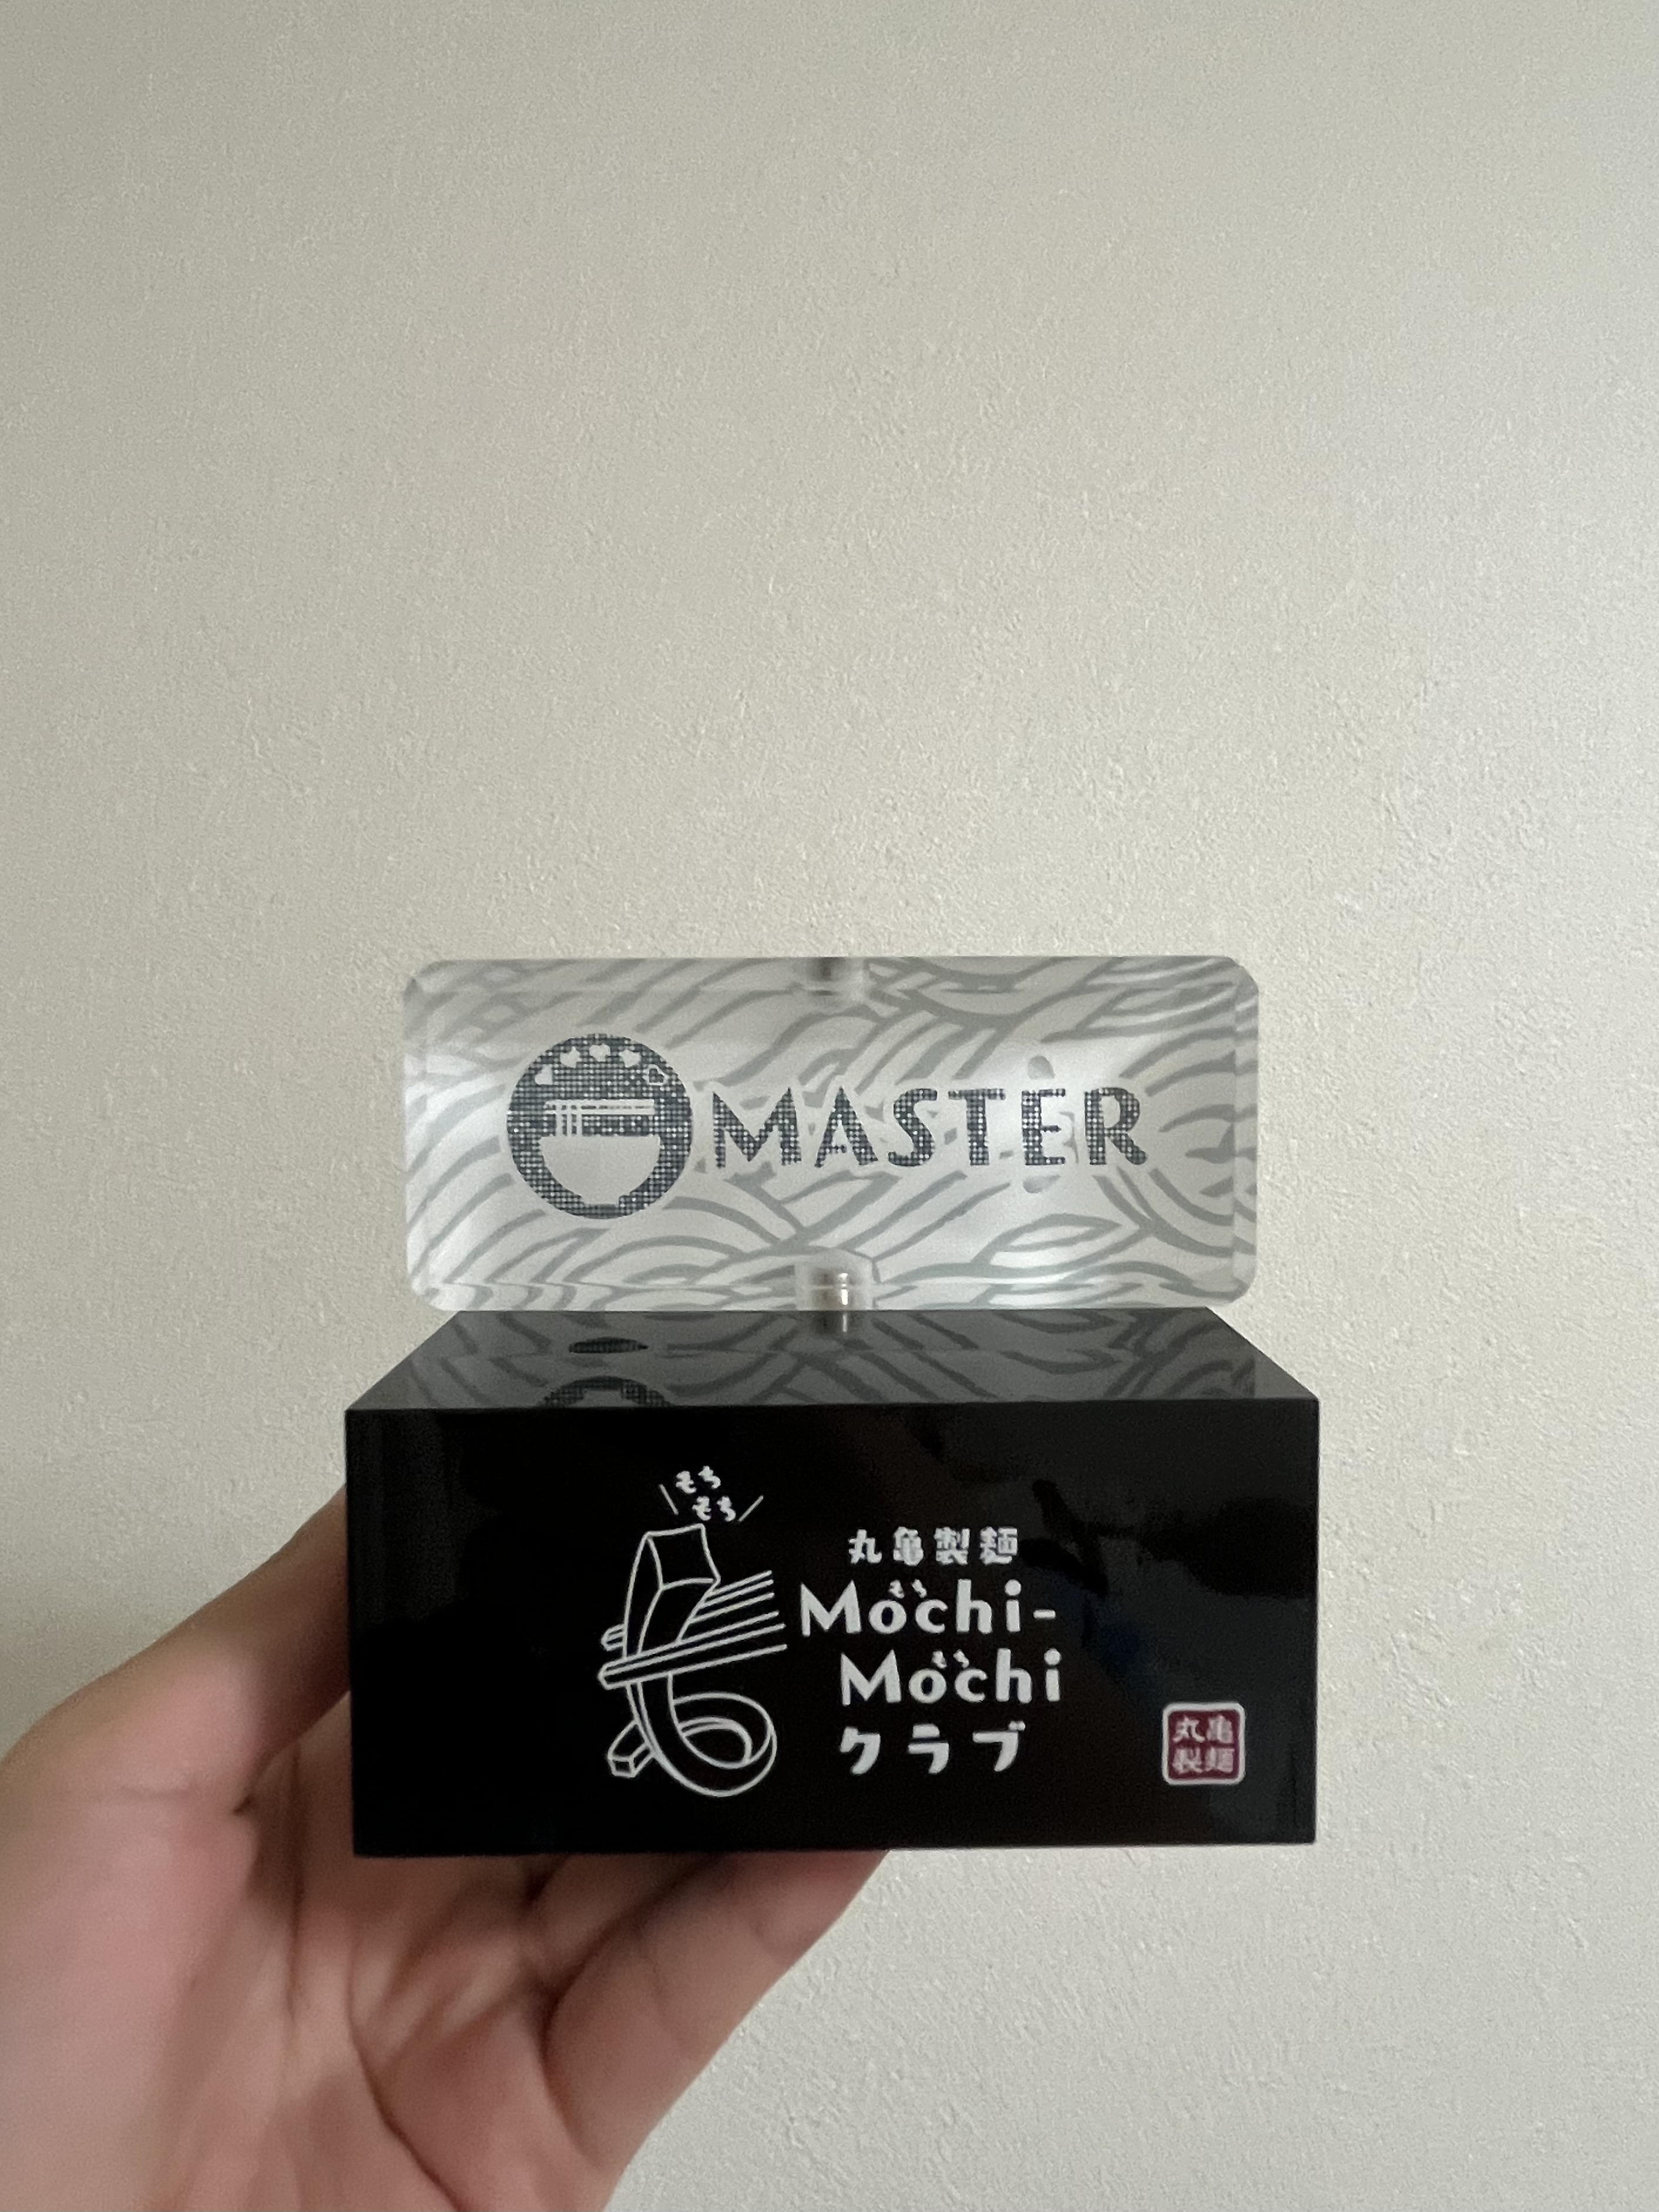 MASTER
もち
もち
丸亀製麺
もち
Mochi-
もち
Mochi
クラブ
丸亀
製麺